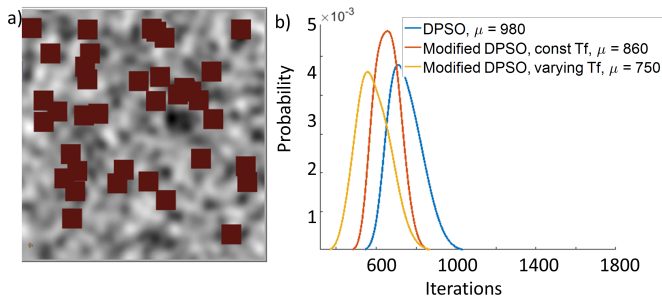 a)
b)
×10⁻³
5
4
3
2
1
Probability
DPSO, μ = 980
Modified DPSO, const Tf, μ = 860
Modified DPSO, varying Tf, μ = 750
600 1000 1400 1800
Iterations